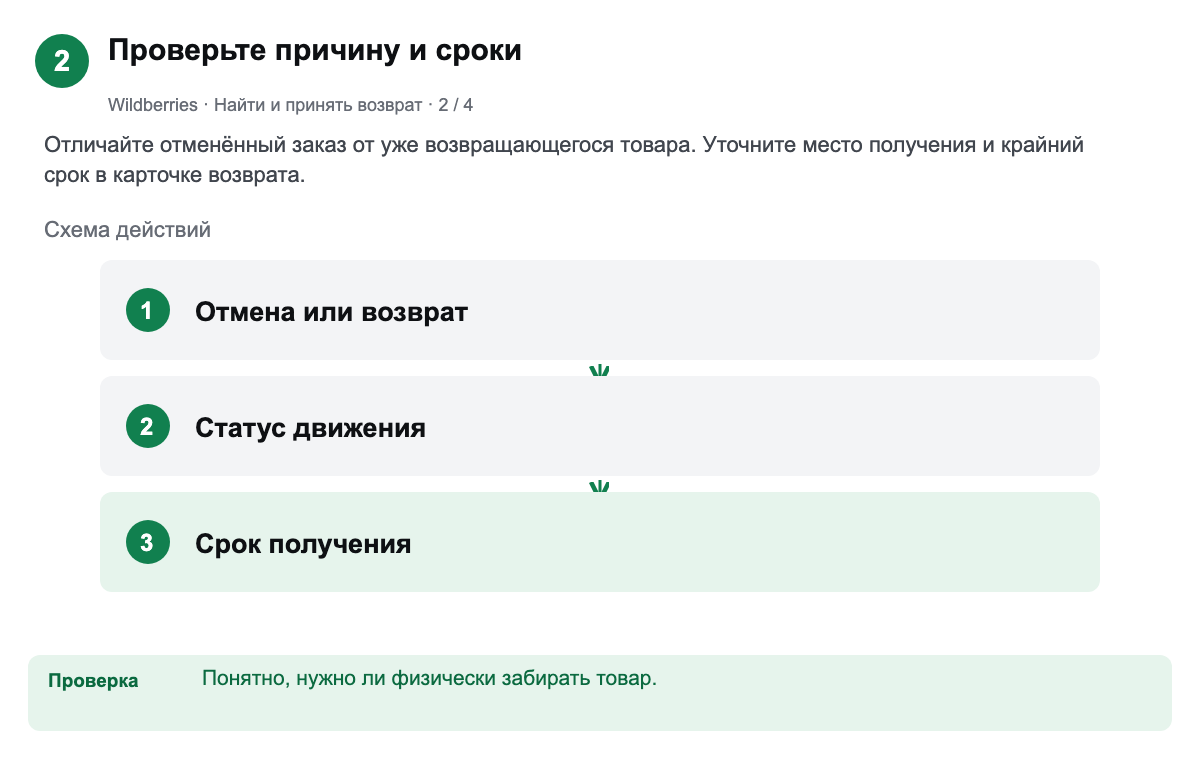 2
Проверьте причину и сроки
Wildberries · Найти и принять возврат · 2 / 4
Отличайте отменённый заказ от уже возвращающегося товара. Уточните место получения и крайний
срок в карточке возврата.
Схема действий
1 Отмена или возврат
2 Статус движения
3 Срок получения
Проверка Понятно, нужно ли физически забирать товар.